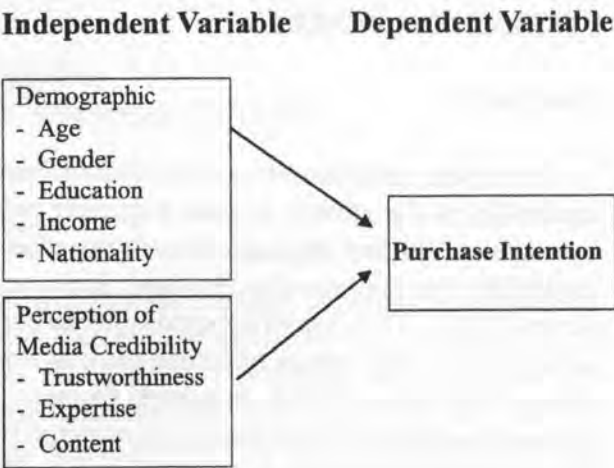 Independent Variable Dependent Variable
Demographic
- Age
- Gender
- Education
- Income
- Nationality
Purchase Intention
Perception of
Media Credibility
- Trustworthiness
- Expertise
- Content